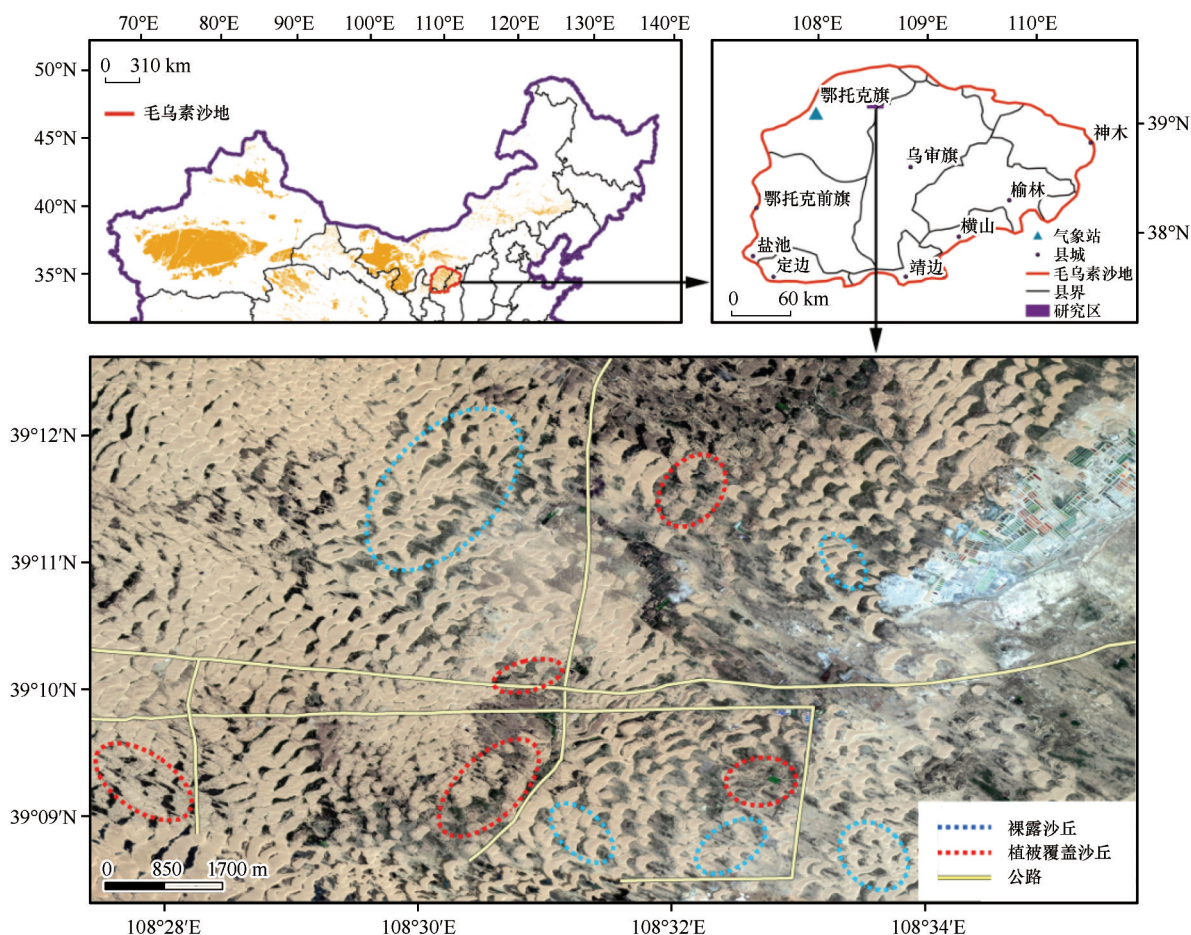 70°E 80°E 90°E 100°E 110°E 120°E 130°E 140°E
50°N
45°N
40°N
35°N
0 310 km
毛乌素沙地
108°E 109°E 110°E
39°N
38°N
鄂托克旗
神木
乌审旗
榆林
鄂托克前旗
横山
盐池
定边
靖边
0 60 km
气象站
县城
毛乌素沙地
县界
研究区
39°12′N
39°11′N
39°10′N
39°09′N
0 850 1700 m
裸露沙丘
植被覆盖沙丘
公路
108°28′E 108°30′E 108°32′E 108°34′E